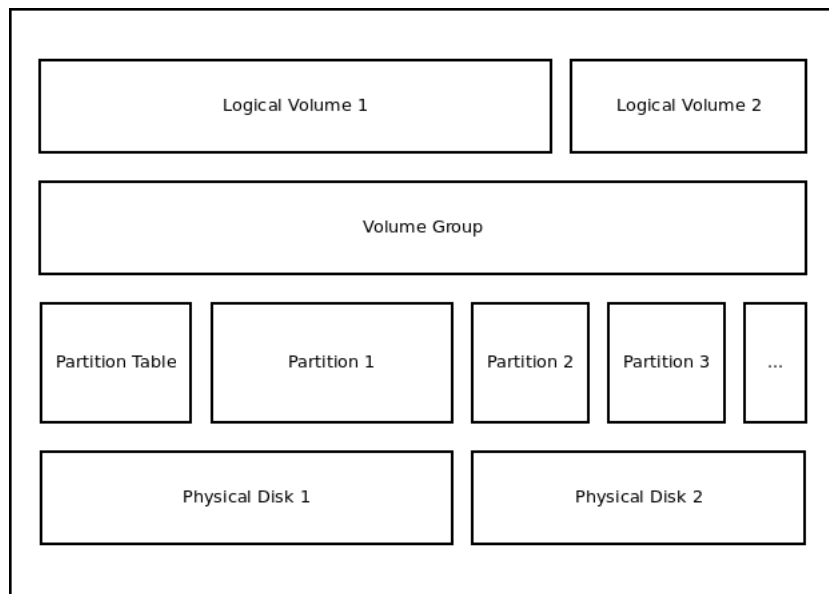 Logical Volume 1
Logical Volume 2
Volume Group
Partition Table
Partition 1
Partition 2
Partition 3
...
Physical Disk 1
Physical Disk 2